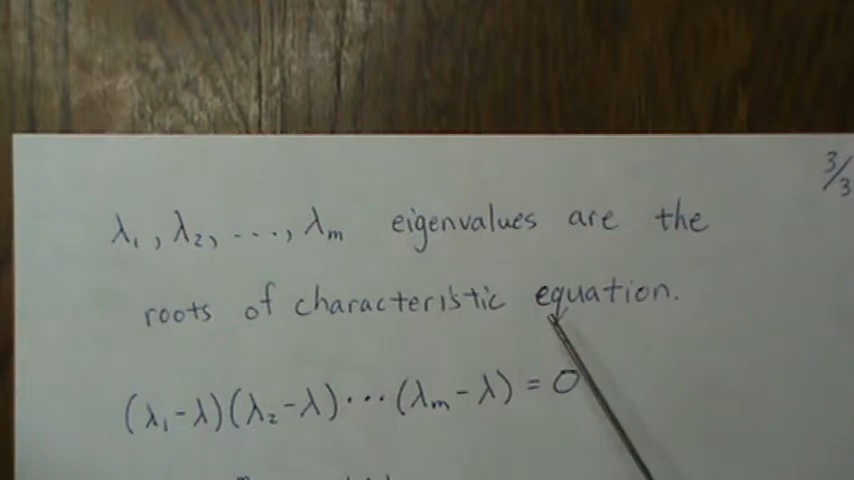 3/3
λ₁, λ₂, ..., λₘ eigenvalues are the
roots of characteristic equation.
(λ₁-λ)(λ₂-λ)···(λₘ-λ) = 0